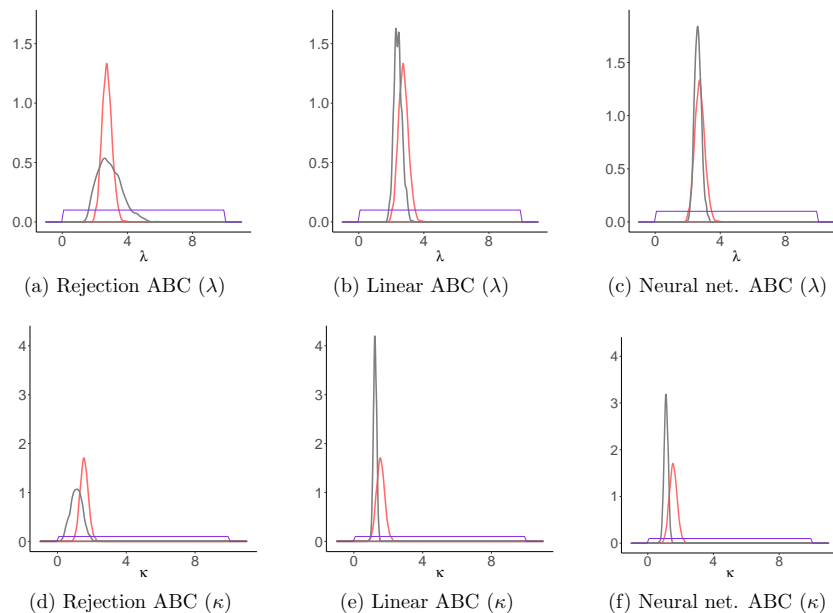 1.5
1.0
0.5
0.0
0 4 8
λ
(a) Rejection ABC (λ)
1.5
1.0
0.5
0.0
0 4 8
λ
(b) Linear ABC (λ)
1.5
1.0
0.5
0.0
0 4 8
λ
(c) Neural net. ABC (λ)
4
3
2
1
0
0 4 8
κ
(d) Rejection ABC (κ)
4
3
2
1
0
0 4 8
κ
(e) Linear ABC (κ)
4
3
2
1
0
0 4 8
κ
(f) Neural net. ABC (κ)